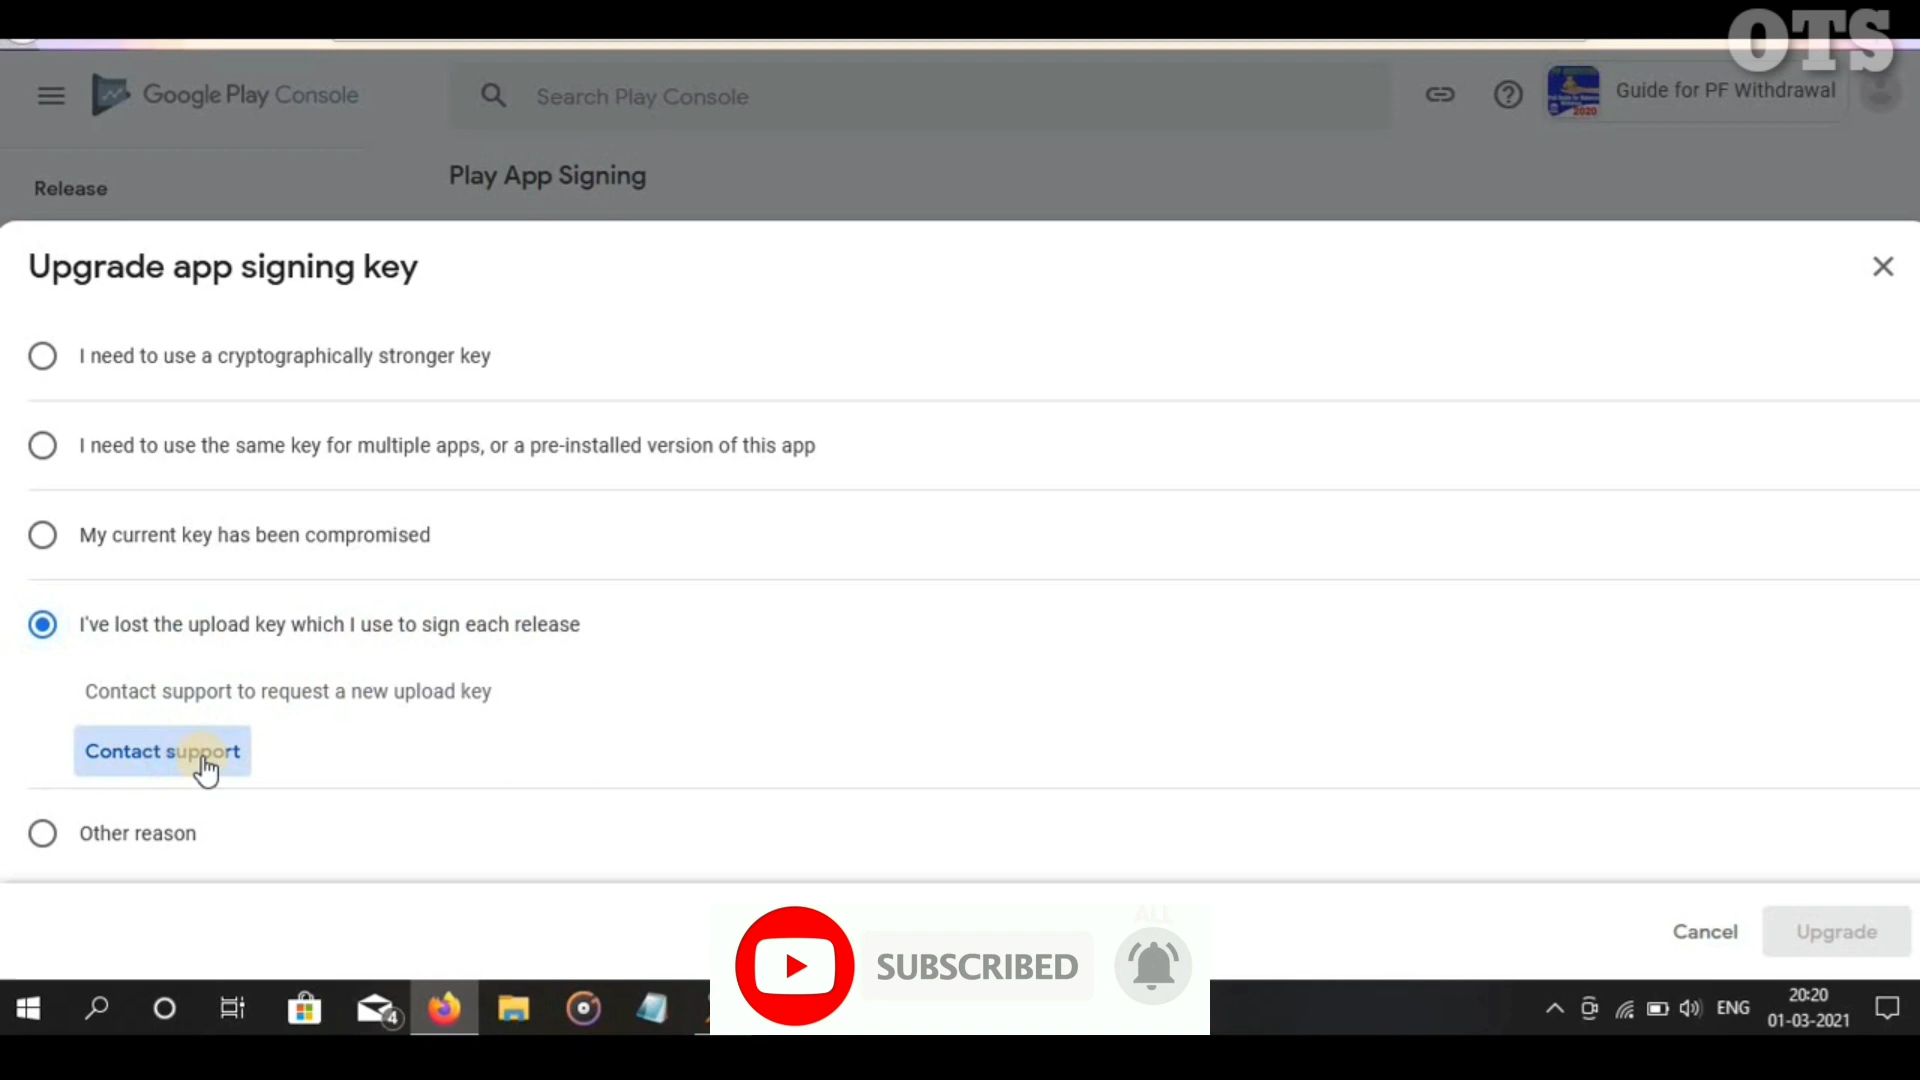 OTS
Google Play Console
Search Play Console
2020
Guide for PF Withdrawal
Release
Play App Signing
Upgrade app signing key
I need to use a cryptographically stronger key
I need to use the same key for multiple apps, or a pre-installed version of this app
My current key has been compromised
I've lost the upload key which I use to sign each release
Contact support to request a new upload key
Contact support
Other reason
Cancel
Upgrade
ALL
SUBSCRIBED
4
ENG
20:20
01-03-2021